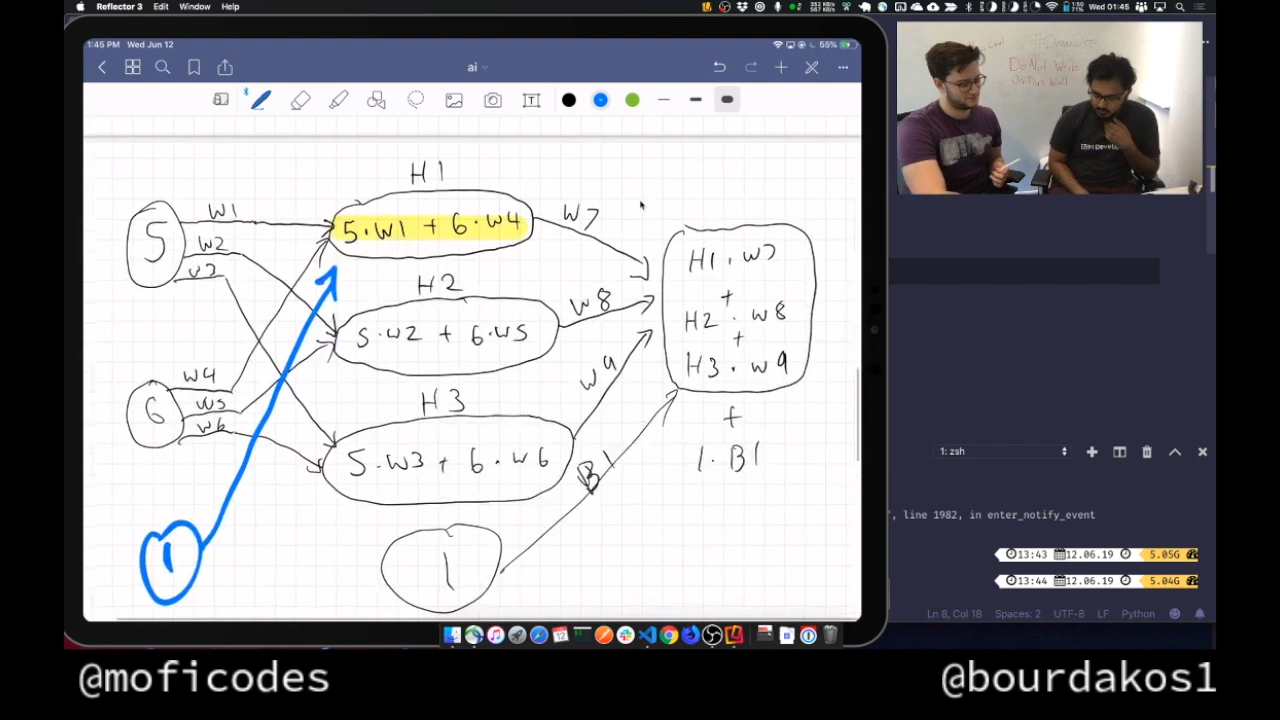 Reflector 3 Edit Window Help
Wed 01:45
1:45 PM Wed Jun 12
55%
ai
T
H1
5
W1
W2
5·W1 + 6·W4
W7
H2
5·W2 + 6·W5
W8
H1·W7
+
H2·W8
+
H3·W9
6
W4
W5
W6
H3
5·W3 + 6·W6
W9
+
1·B1
B1
1
1
Do Not Write
On This Wall
1: zsh
', line 1982, in enter_notify_event
13:43 12.06.19 5.05G
13:44 12.06.19 5.04G
Ln 8, Col 18 Spaces: 2 UTF-8 LF Python
@moficodes
@bourdakos1